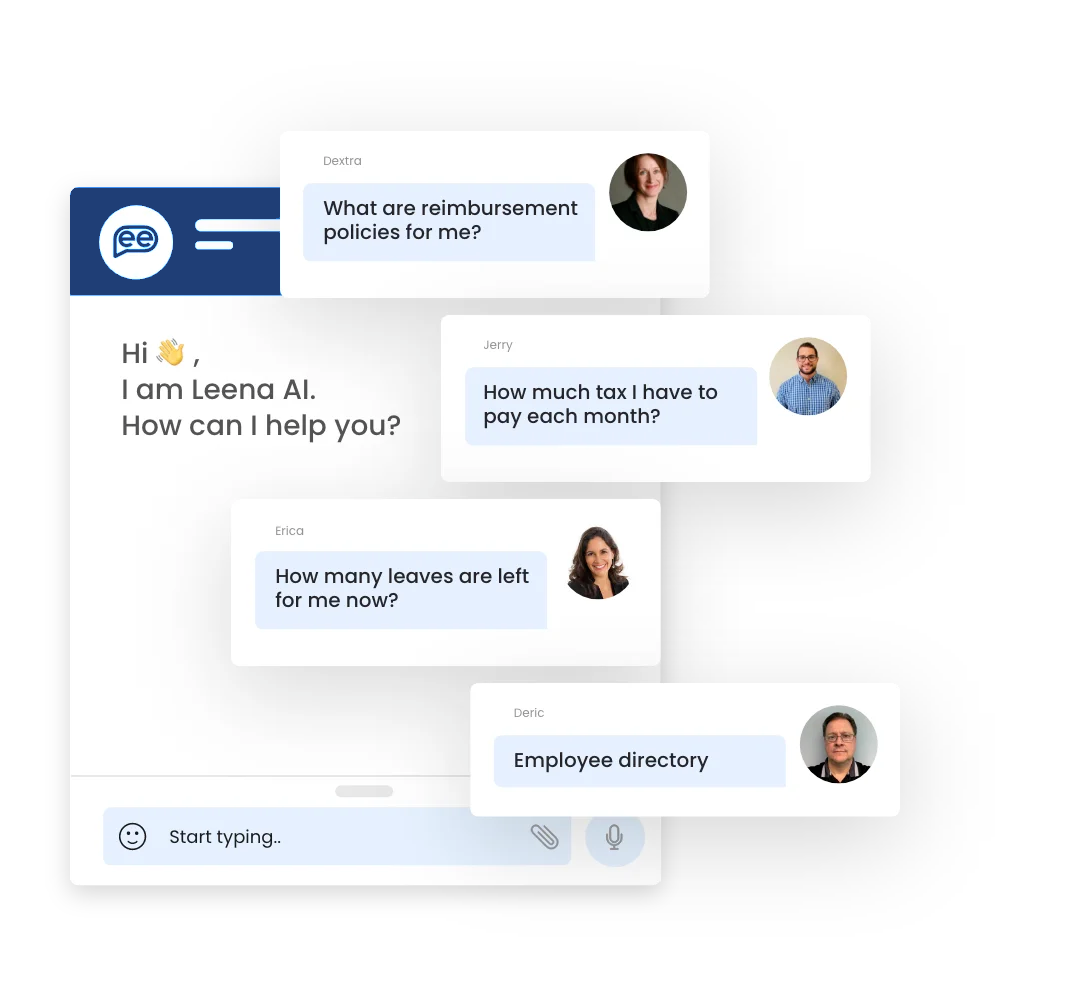 Dextra
What are reimbursement
policies for me?
ee
Jerry
How much tax I have to
pay each month?
Hi 👋 ,
I am Leena AI.
How can I help you?
Erica
How many leaves are left
for me now?
Deric
Employee directory
Start typing..